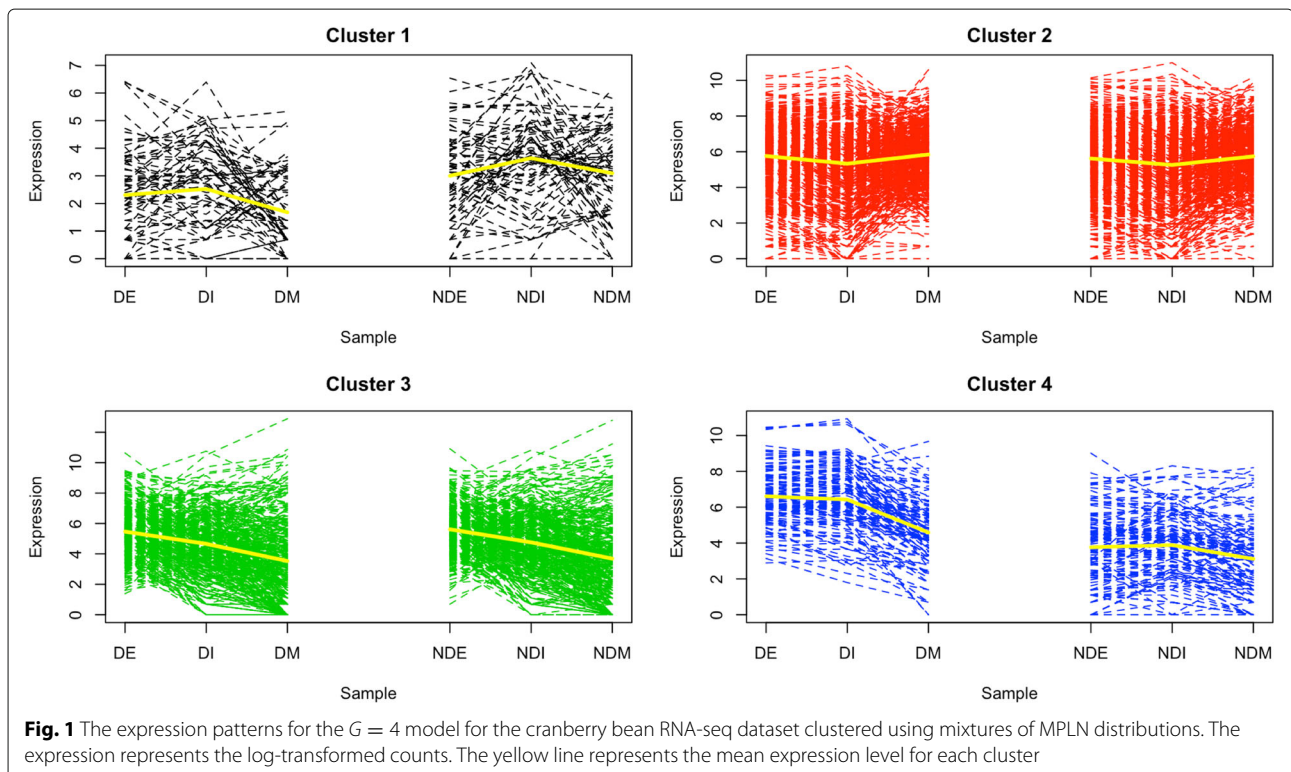 Cluster 1
Expression
7
6
5
4
3
2
1
0
DE DI DM NDE NDI NDM
Sample
Cluster 2
Expression
10
8
6
4
2
0
DE DI DM NDE NDI NDM
Sample
Cluster 3
Expression
10
8
6
4
2
0
DE DI DM NDE NDI NDM
Sample
Cluster 4
Expression
10
8
6
4
2
0
DE DI DM NDE NDI NDM
Sample
Fig. 1 The expression patterns for the G = 4 model for the cranberry bean RNA-seq dataset clustered using mixtures of MPLN distributions. The
expression represents the log-transformed counts. The yellow line represents the mean expression level for each cluster